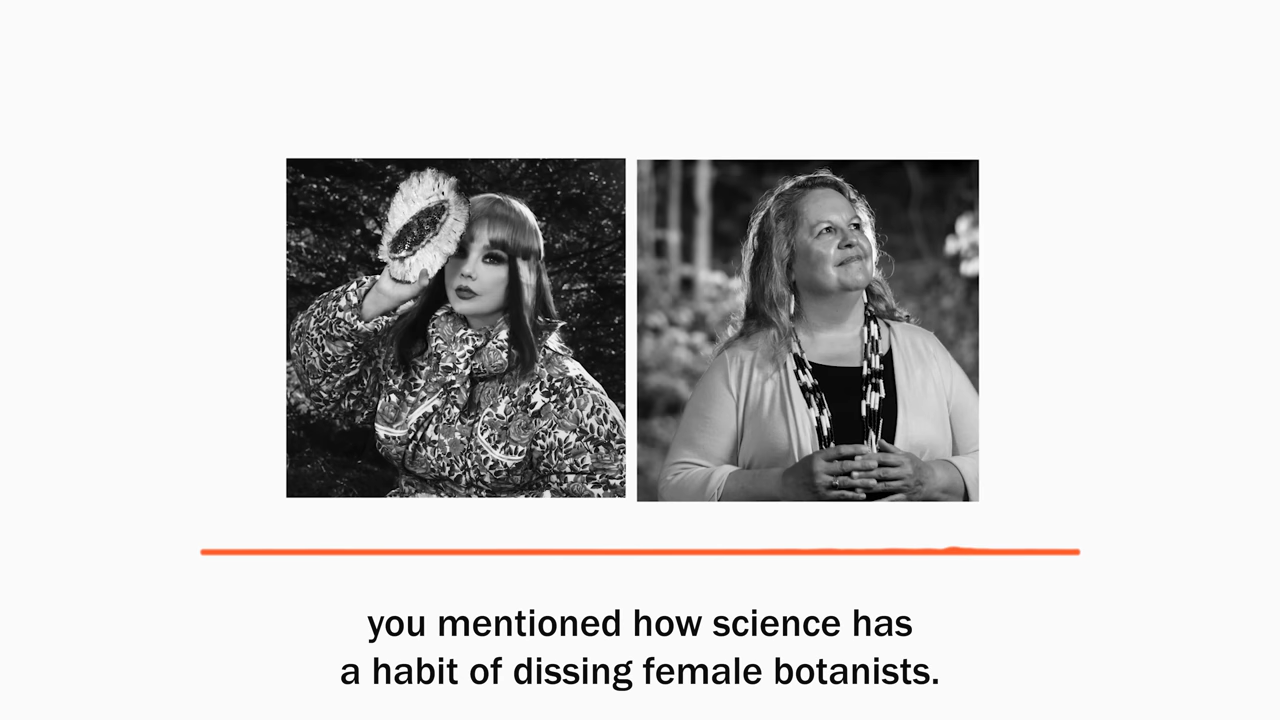 you mentioned how science has
a habit of dissing female botanists.